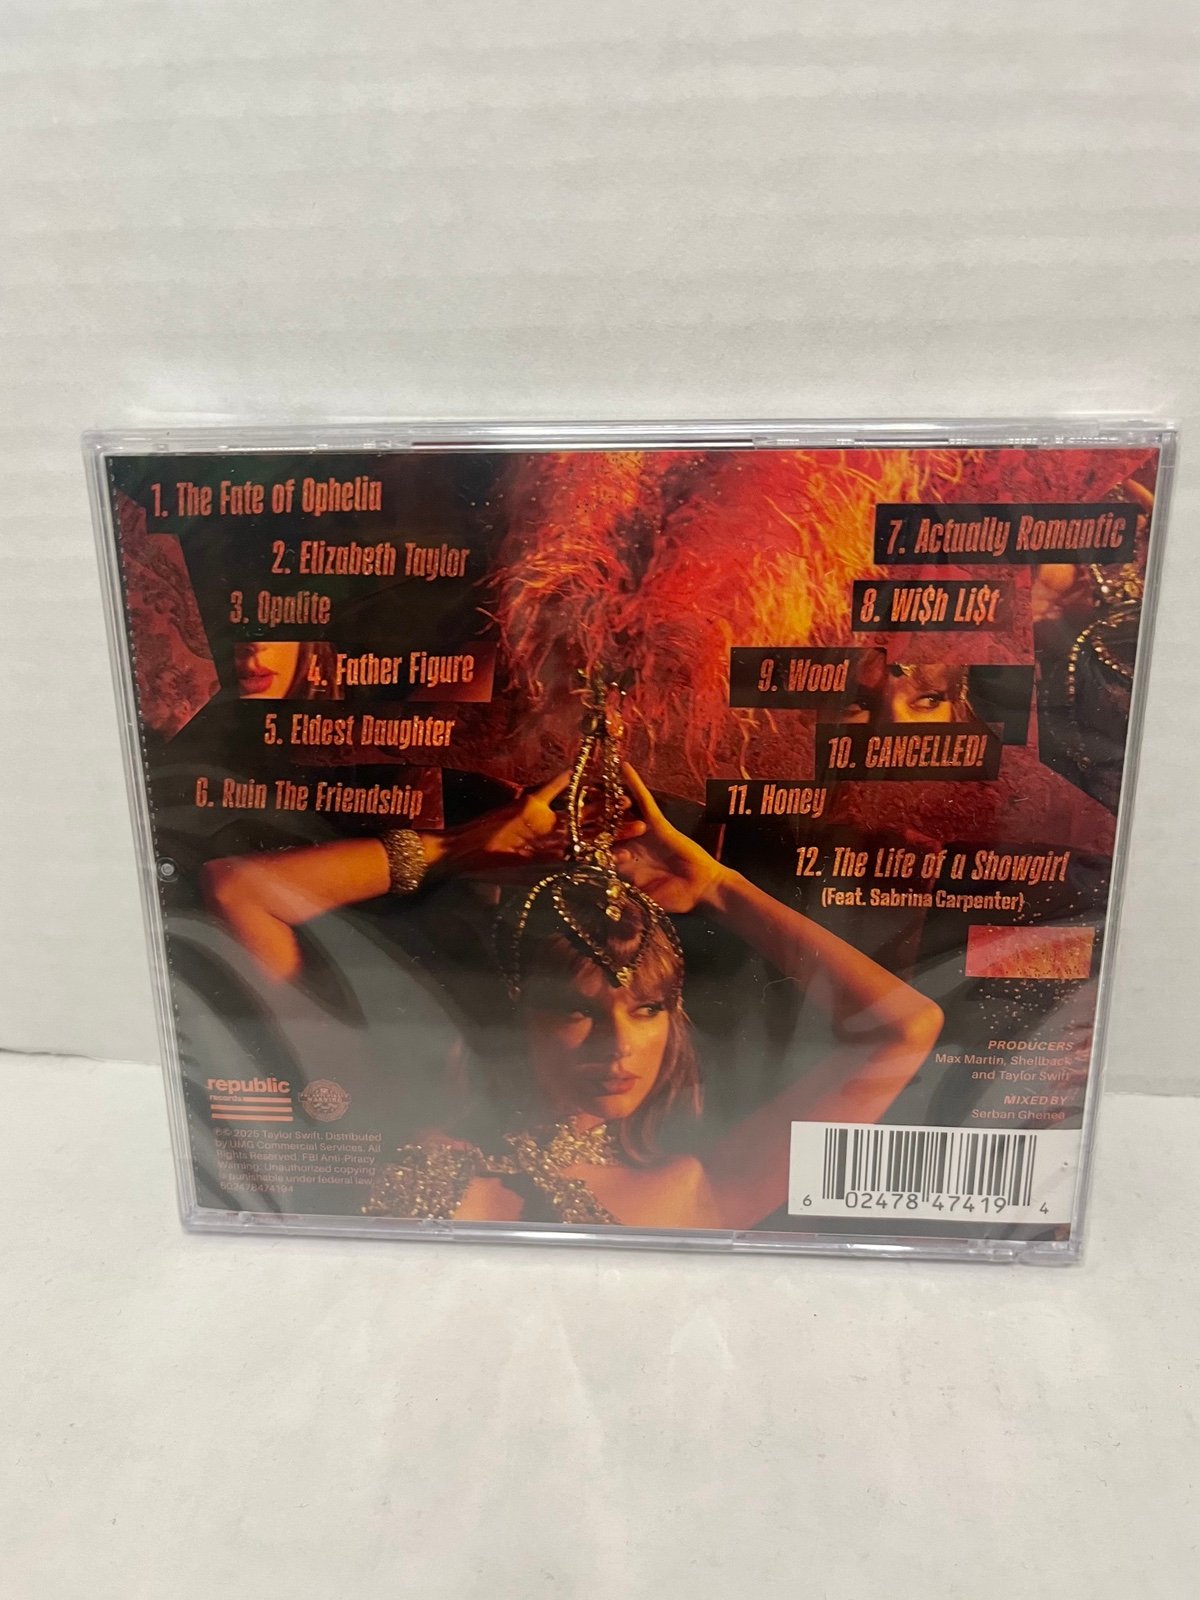 1. The Fate of Ophelia
2. Elizabeth Taylor
3. Opalite
4. Father Figure
5. Eldest Daughter
6. Ruin The Friendship
7. Actually Romantic
8. Wi$h Li$t
9. Wood
10. CANCELLED!
11. Honey
12. The Life of a Showgirl
(Feat. Sabrina Carpenter)
PRODUCERS
Max Martin, Shellback
and Taylor Swift
MIXED BY
Serban Ghenea
republic
records
℗© 2025 Taylor Swift. Distributed
by UMG Commercial Services. All
Rights Reserved. FBI Anti-Piracy
Warning: Unauthorized copying
is punishable under federal law.
602478474194
6 02478 47419 4